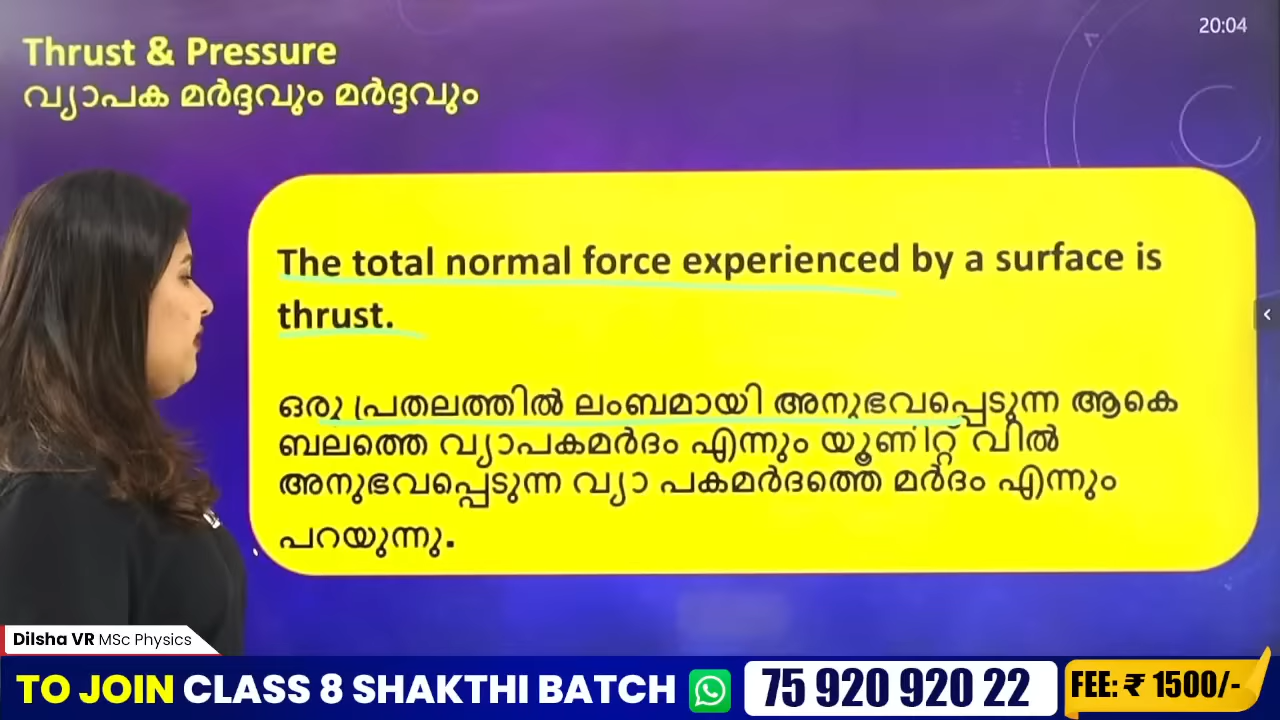 20:04
Thrust & Pressure
വ്യാപക മർദ്ദവും മർദ്ദവും
The total normal force experienced by a surface is
thrust.
ഒരു പ്രതലത്തിൽ ലംബമായി അനുഭവപ്പെടുന്ന ആകെ
ബലത്തെ വ്യാപകമർദം എന്നും യൂണിറ്റ് വിൽ
അനുഭവപ്പെടുന്ന വ്യാ പകമർദത്തെ മർദം എന്നും
പറയുന്നു.
Dilsha VR MSc Physics
TO JOIN CLASS 8 SHAKTHI BATCH 75 920 920 22 FEE: ₹ 1500/-